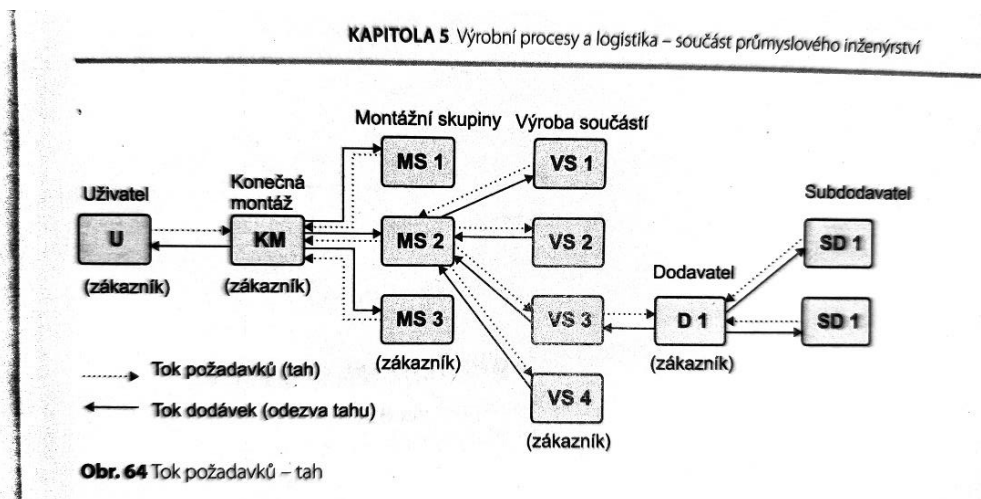 KAPITOLA 5 Výrobní procesy a logistika – součást průmyslového inženýrství
Montážní skupiny
Výroba součástí
Uživatel
Konečná
montáž
MS 1
VS 1
Subdodavatel
U
KM
MS 2
VS 2
SD 1
(zákazník)
(zákazník)
Dodavatel
MS 3
VS 3
D 1
SD 1
(zákazník)
(zákazník)
Tok požadavků (tah)
VS 4
Tok dodávek (odezva tahu)
(zákazník)
Obr. 64 Tok požadavků – tah